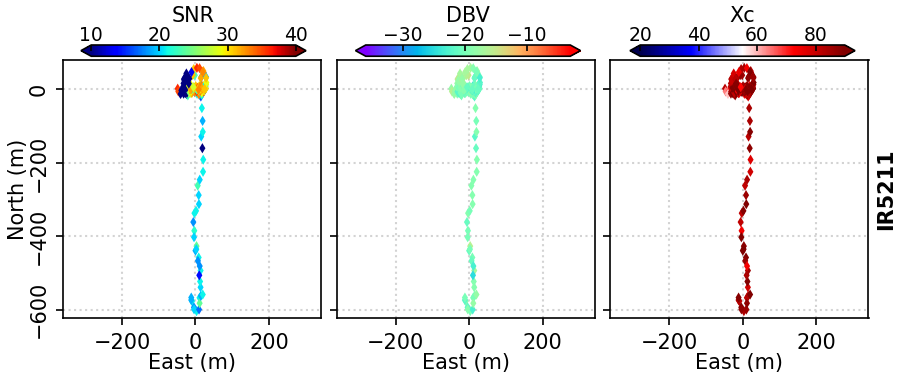 SNR DBV Xc
10 20 30 40 −30 −20 −10 20 40 60 80
0
−200
−400
−600
North (m)
IR5211
−200 0 200 −200 0 200 −200 0 200
East (m) East (m) East (m)